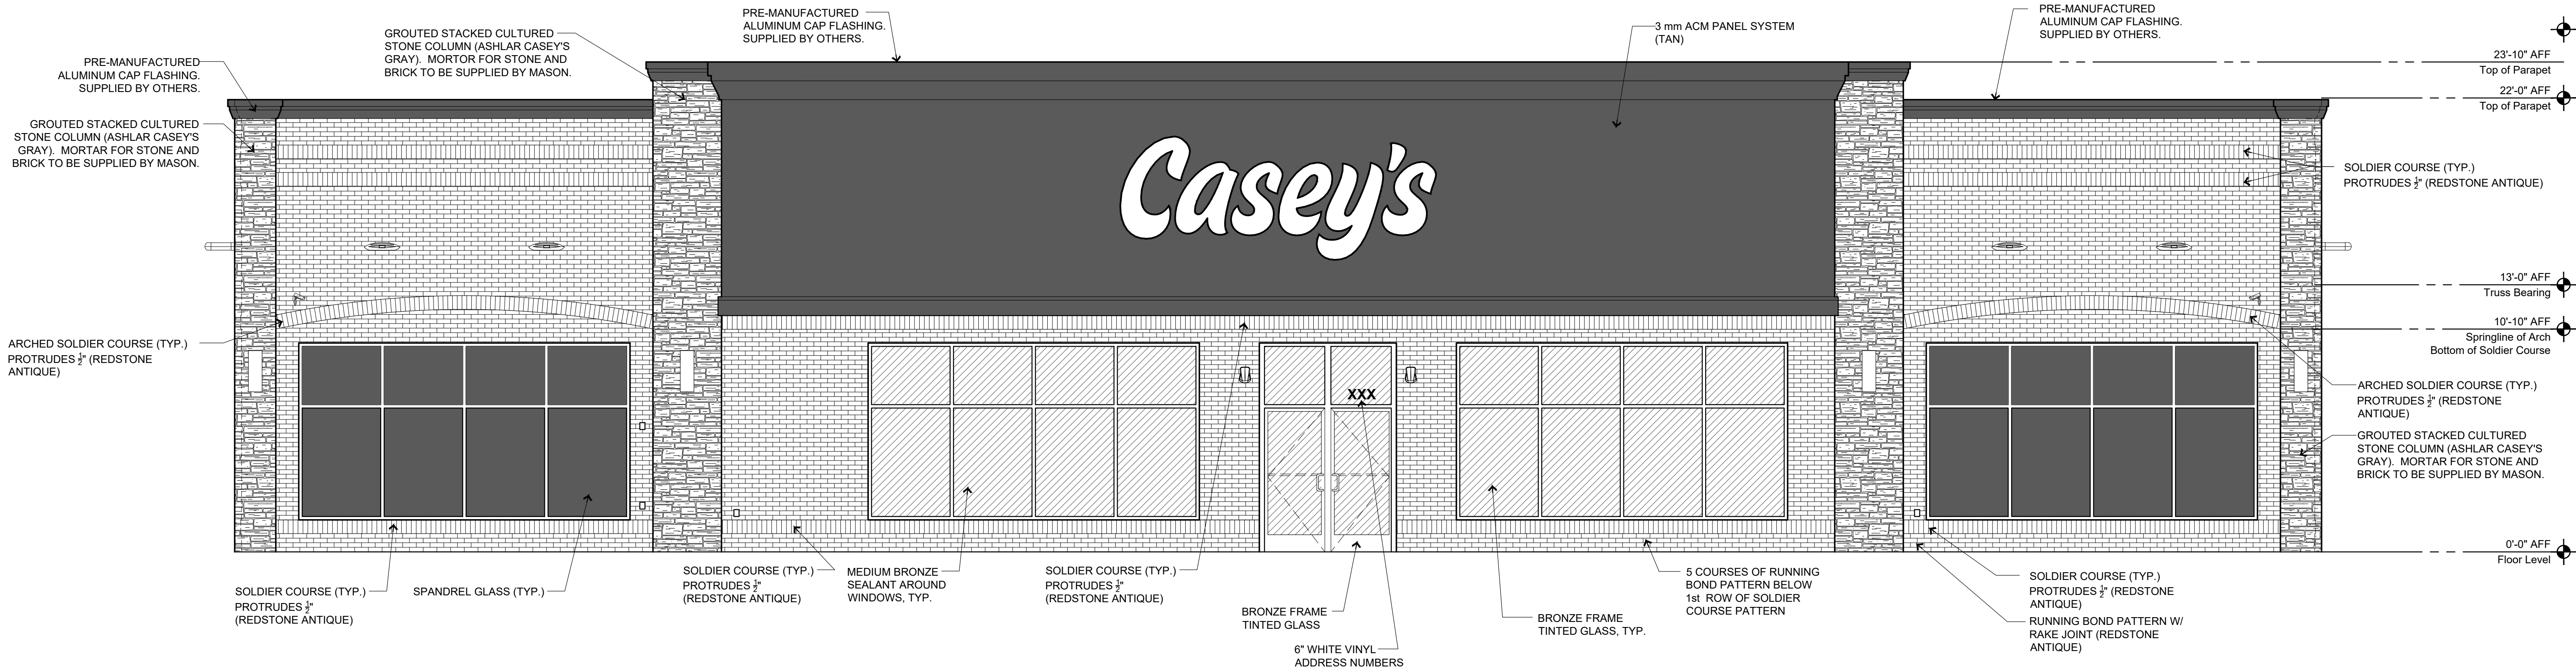 PRE-MANUFACTURED
ALUMINUM CAP FLASHING.
SUPPLIED BY OTHERS.
GROUTED STACKED CULTURED
STONE COLUMN (ASHLAR CASEY'S
GRAY).  MORTOR FOR STONE AND
BRICK TO BE SUPPLIED BY MASON.
PRE-MANUFACTURED
ALUMINUM CAP FLASHING.
SUPPLIED BY OTHERS.
3 mm ACM PANEL SYSTEM
(TAN)
PRE-MANUFACTURED
ALUMINUM CAP FLASHING.
SUPPLIED BY OTHERS.
23'-10" AFF
Top of Parapet
22'-0" AFF
Top of Parapet
GROUTED STACKED CULTURED
STONE COLUMN (ASHLAR CASEY'S
GRAY).  MORTAR FOR STONE AND
BRICK TO BE SUPPLIED BY MASON.
Casey's
SOLDIER COURSE (TYP.)
PROTRUDES ½" (REDSTONE ANTIQUE)
13'-0" AFF
Truss Bearing
10'-10" AFF
Springline of Arch
Bottom of Soldier Course
ARCHED SOLDIER COURSE (TYP.)
PROTRUDES ½" (REDSTONE
ANTIQUE)
XXX
ARCHED SOLDIER COURSE (TYP.)
PROTRUDES ½" (REDSTONE
ANTIQUE)
GROUTED STACKED CULTURED
STONE COLUMN (ASHLAR CASEY'S
GRAY).  MORTAR FOR STONE AND
BRICK TO BE SUPPLIED BY MASON.
0'-0" AFF
Floor Level
SOLDIER COURSE (TYP.)
PROTRUDES ½"
(REDSTONE ANTIQUE)
SPANDREL GLASS (TYP.)
SOLDIER COURSE (TYP.)
PROTRUDES ½"
(REDSTONE ANTIQUE)
MEDIUM BRONZE
SEALANT AROUND
WINDOWS, TYP.
SOLDIER COURSE (TYP.)
PROTRUDES ½"
(REDSTONE ANTIQUE)
BRONZE FRAME
TINTED GLASS
6" WHITE VINYL
ADDRESS NUMBERS
BRONZE FRAME
TINTED GLASS, TYP.
5 COURSES OF RUNNING
BOND PATTERN BELOW
1st  ROW OF SOLDIER
COURSE PATTERN
SOLDIER COURSE (TYP.)
PROTRUDES ½" (REDSTONE
ANTIQUE)
RUNNING BOND PATTERN W/
RAKE JOINT (REDSTONE
ANTIQUE)